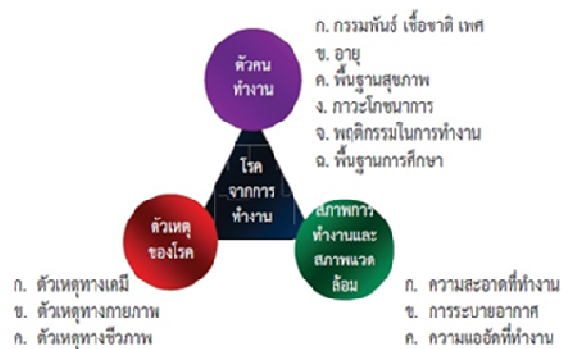 ตัวคน
ทำงาน
ก. กรรมพันธ์ เชื้อชาติ เพศ
ข. อายุ
ค. พื้นฐานสุขภาพ
ง. ภาวะโภชนาการ
จ. พฤติกรรมในการทำงาน
ฉ. พื้นฐานการศึกษา
โรค
จากการ
ทำงาน
ตัวเหตุ
ของโรค
สภาพการ
ทำงานและ
สภาพแวด
ล้อม
ก. ตัวเหตุทางเคมี
ข. ตัวเหตุทางกายภาพ
ค. ตัวเหตุทางชีวภาพ
ก. ความสะอาดที่ทำงาน
ข. การระบายอากาศ
ค. ความแออัดที่ทำงาน